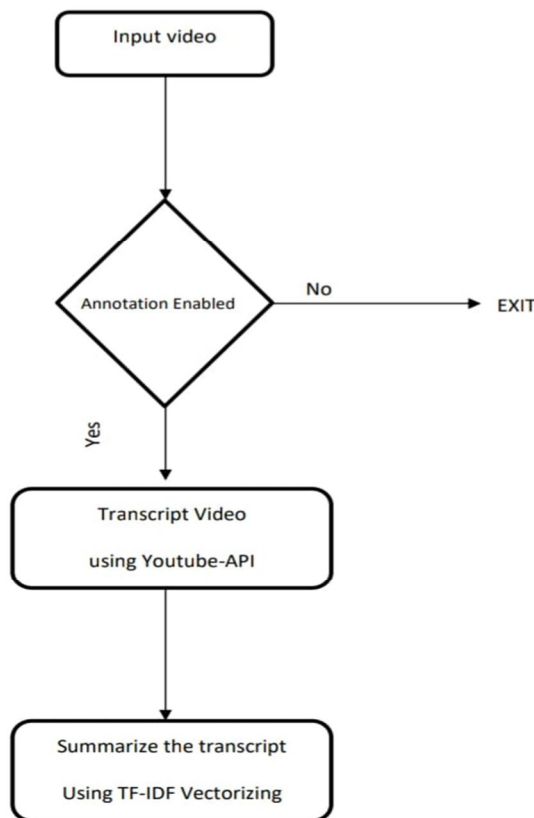 Input video
Annotation Enabled
No
EXIT
Yes
Transcript Video
using Youtube-API
Summarize the transcript
Using TF-IDF Vectorizing